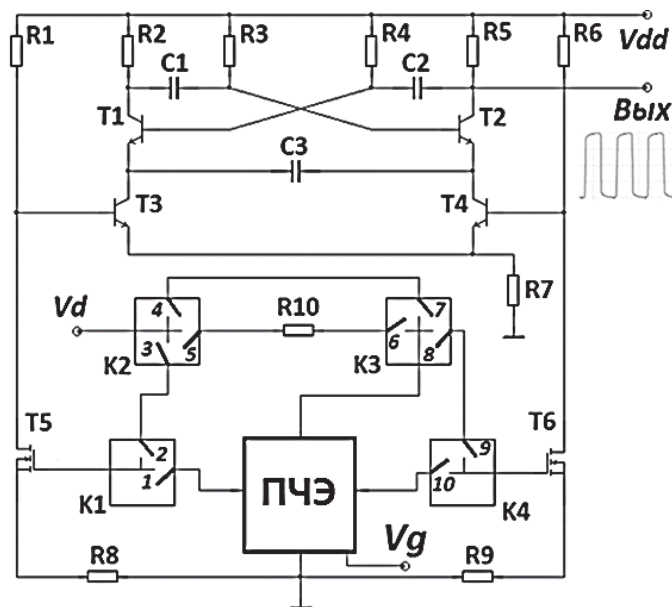 R1 R2 R3 R4 R5 R6
Vdd
C1 C2
Вых
T1 T2
C3
T3 T4
R7
Vd
4 R10 7
3 5 6 8
K2 K3
T5 T6
2 9
1 ПЧЭ 10
K1 K4
Vg
R8 R9